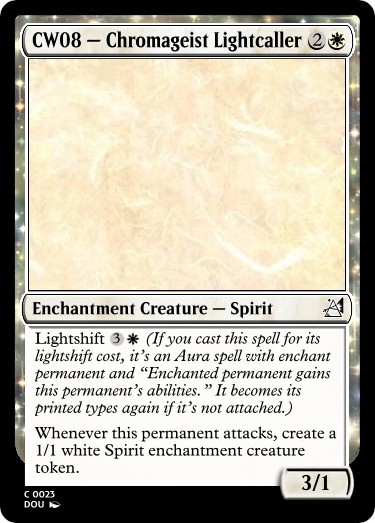 CW08 — Chromageist Lightcaller 2
Enchantment Creature — Spirit
Lightshift 3 (If you cast this spell for its
lightshift cost, it's an Aura spell with enchant
permanent and “Enchanted permanent gains
this permanent's abilities.” It becomes its
printed types again if it's not attached.)
Whenever this permanent attacks, create a
1/1 white Spirit enchantment creature
token.
3/1
C 0023
DOU